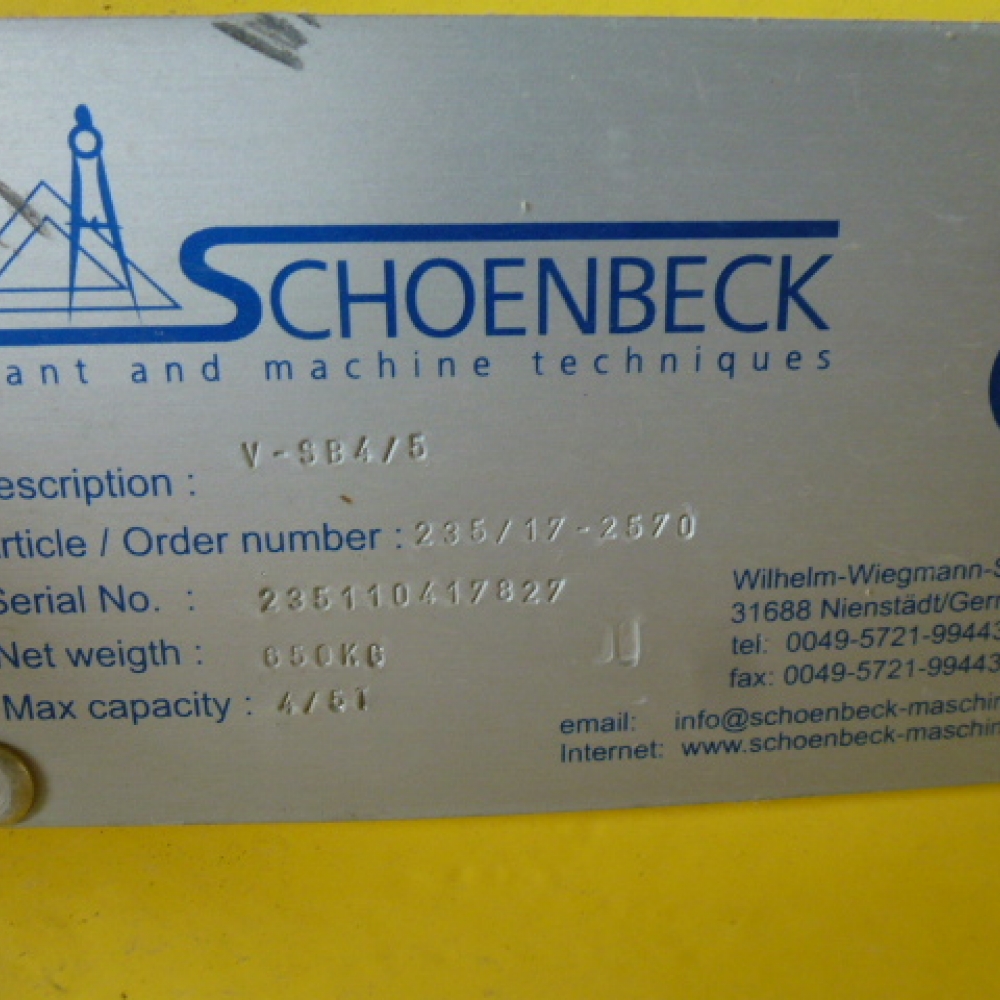 SCHOENBECK
ant and machine techniques
escription : V-SB4/5
rticle / Order number : 235/17-2570
Serial No. : 235110417827
Net weigth : 650KG
Max capacity : 4/5T
Wilhelm-Wiegmann-S
31688 Nienstädt/Ger
tel: 0049-5721-99443
fax: 0049-5721-99443
email: info@schoenbeck-maschin
Internet: www.schoenbeck-maschin